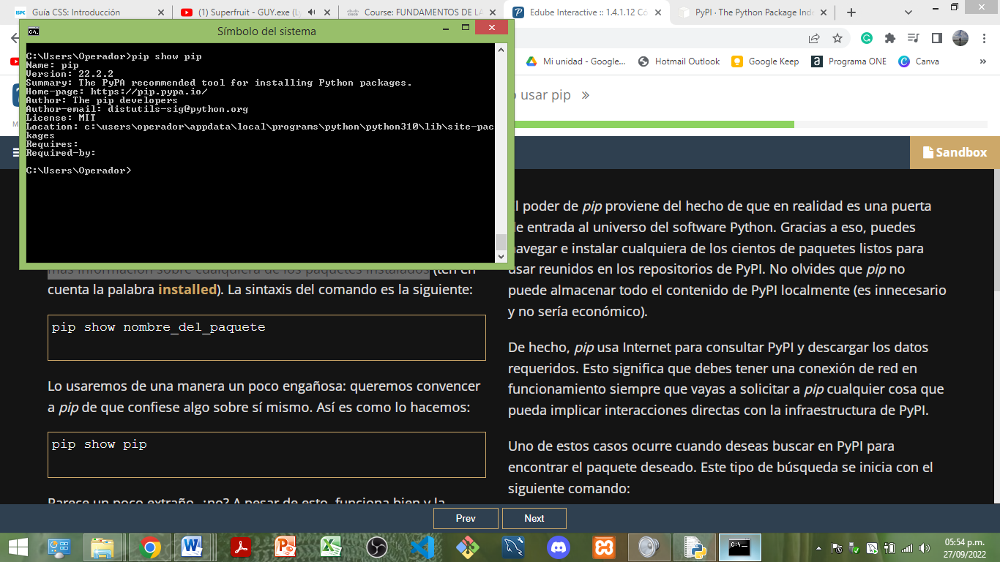 Guía CSS: Introducción
(1) Superfruit - GUY.exe (Ly
Course: FUNDAMENTOS DE LA
Edube Interactive :: 1.4.1.12 Có
PyPI · The Python Package Inde
Símbolo del sistema
C:\Users\Operador>pip show pip
Name: pip
Version: 22.2.2
Summary: The PyPA recommended tool for installing Python packages.
Home-page: https://pip.pypa.io/
Author: The pip developers
Author-email: distutils-sig@python.org
License: MIT
Location: c:\users\operador\appdata\local\programs\python\python310\lib\site-pac
kages
Requires:
Required-by:
C:\Users\Operador>
Mi unidad - Google...
Hotmail Outlook
Google Keep
Programa ONE
Canva
»
usar pip »
Sandbox
más información sobre cualquiera de los paquetes instalados (ten en
cuenta la palabra installed). La sintaxis del comando es la siguiente:
pip show nombre_del_paquete
Lo usaremos de una manera un poco engañosa: queremos convencer
a pip de que confiese algo sobre sí mismo. Así es como lo hacemos:
pip show pip
Parece un poco extraño, ¿no? A pesar de esto, funciona bien y la
El poder de pip proviene del hecho de que en realidad es una puerta
de entrada al universo del software Python. Gracias a eso, puedes
navegar e instalar cualquiera de los cientos de paquetes listos para
usar reunidos en los repositorios de PyPI. No olvides que pip no
puede almacenar todo el contenido de PyPI localmente (es innecesario
y no sería económico).
De hecho, pip usa Internet para consultar PyPI y descargar los datos
requeridos. Esto significa que debes tener una conexión de red en
funcionamiento siempre que vayas a solicitar a pip cualquier cosa que
pueda implicar interacciones directas con la infraestructura de PyPI.
Uno de estos casos ocurre cuando deseas buscar en PyPI para
encontrar el paquete deseado. Este tipo de búsqueda se inicia con el
siguiente comando:
Prev
Next
05:54 p.m.
27/09/2022